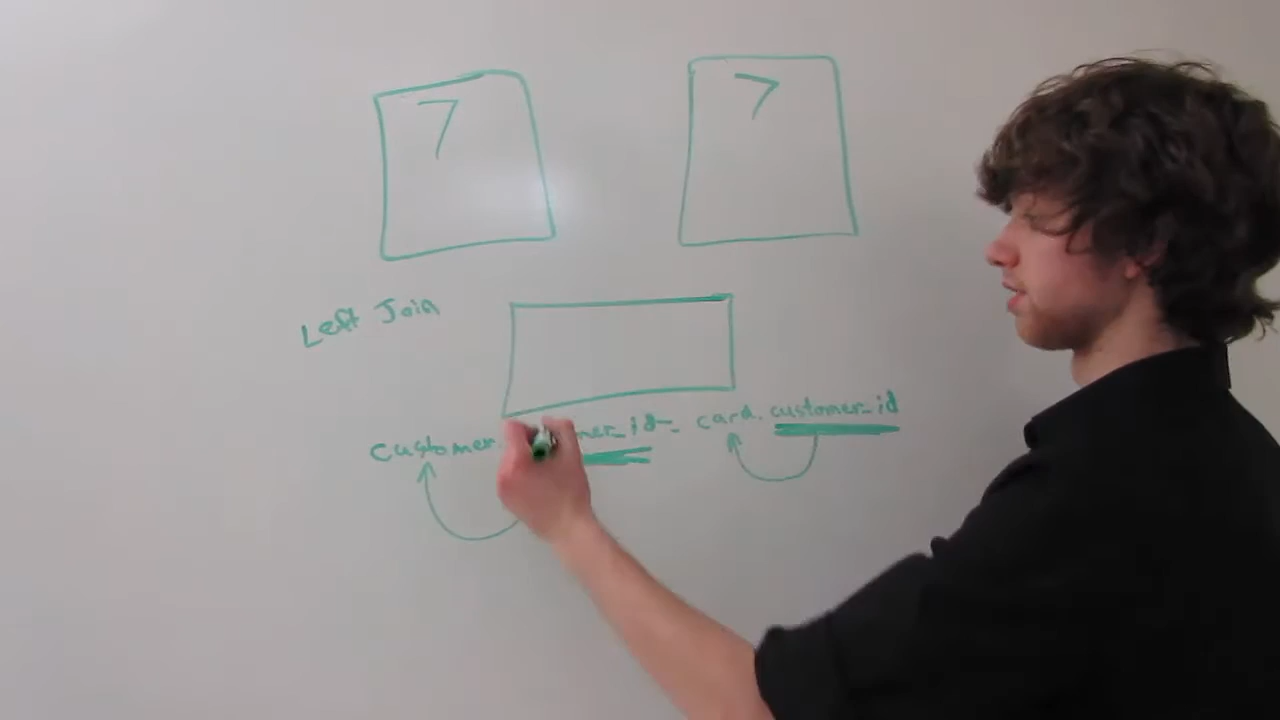 7 7
Left Join
customer. mer_id = card.customer_id